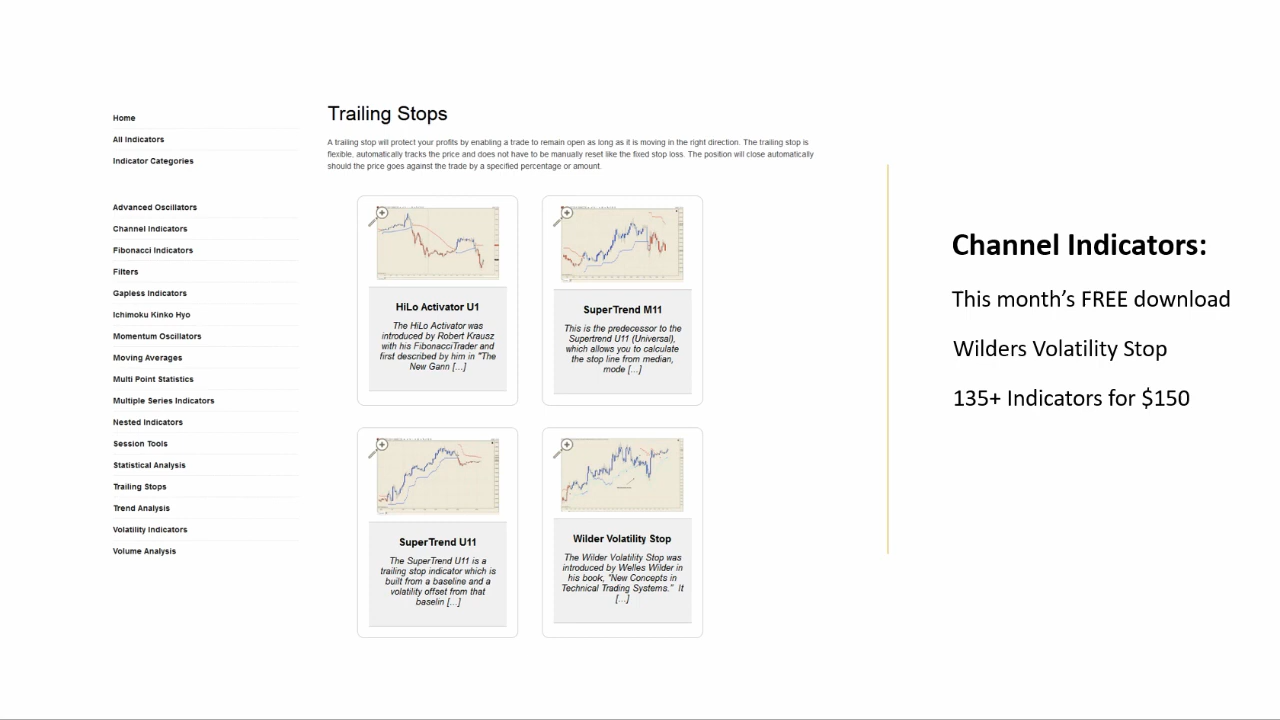 Home
All Indicators
Indicator Categories
Advanced Oscillators
Channel Indicators
Fibonacci Indicators
Filters
Gapless Indicators
Ichimoku Kinko Hyo
Momentum Oscillators
Moving Averages
Multi Point Statistics
Multiple Series Indicators
Nested Indicators
Session Tools
Statistical Analysis
Trailing Stops
Trend Analysis
Volatility Indicators
Volume Analysis
Trailing Stops
A trailing stop will protect your profits by enabling a trade to remain open as long as it is moving in the right direction. The trailing stop is
flexible, automatically tracks the price and does not have to be manually reset like the fixed stop loss. The position will close automatically
should the price goes against the trade by a specified percentage or amount.
HiLo Activator U1
The HiLo Activator was
introduced by Robert Krausz
with his FibonacciTrader and
first described by him in "The
New Gann [...]
SuperTrend M11
This is the predecessor to the
Supertrend U11 (Universal),
which allows you to calculate
the stop line from median,
mode [...]
SuperTrend U11
The SuperTrend U11 is a
trailing stop indicator which is
built from a baseline and a
volatility offset from that
baselin [...]
Wilder Volatility Stop
The Wilder Volatility Stop was
introduced by Welles Wilder in
his book, "New Concepts in
Technical Trading Systems." It
[...]
Channel Indicators:
This month's FREE download
Wilders Volatility Stop
135+ Indicators for $150